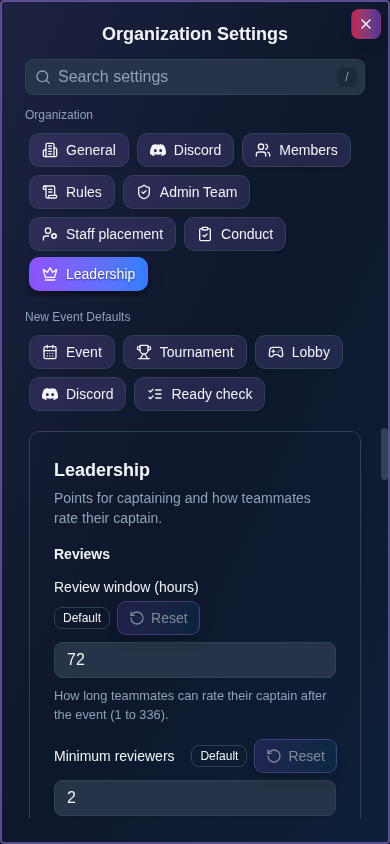 Organization Settings
Search settings /
Organization
General Discord Members
Rules Admin Team
Staff placement Conduct
Leadership
New Event Defaults
Event Tournament Lobby
Discord Ready check
Leadership
Points for captaining and how teammates
rate their captain.
Reviews
Review window (hours)
Default Reset
72
How long teammates can rate their captain after
the event (1 to 336).
Minimum reviewers Default Reset
2